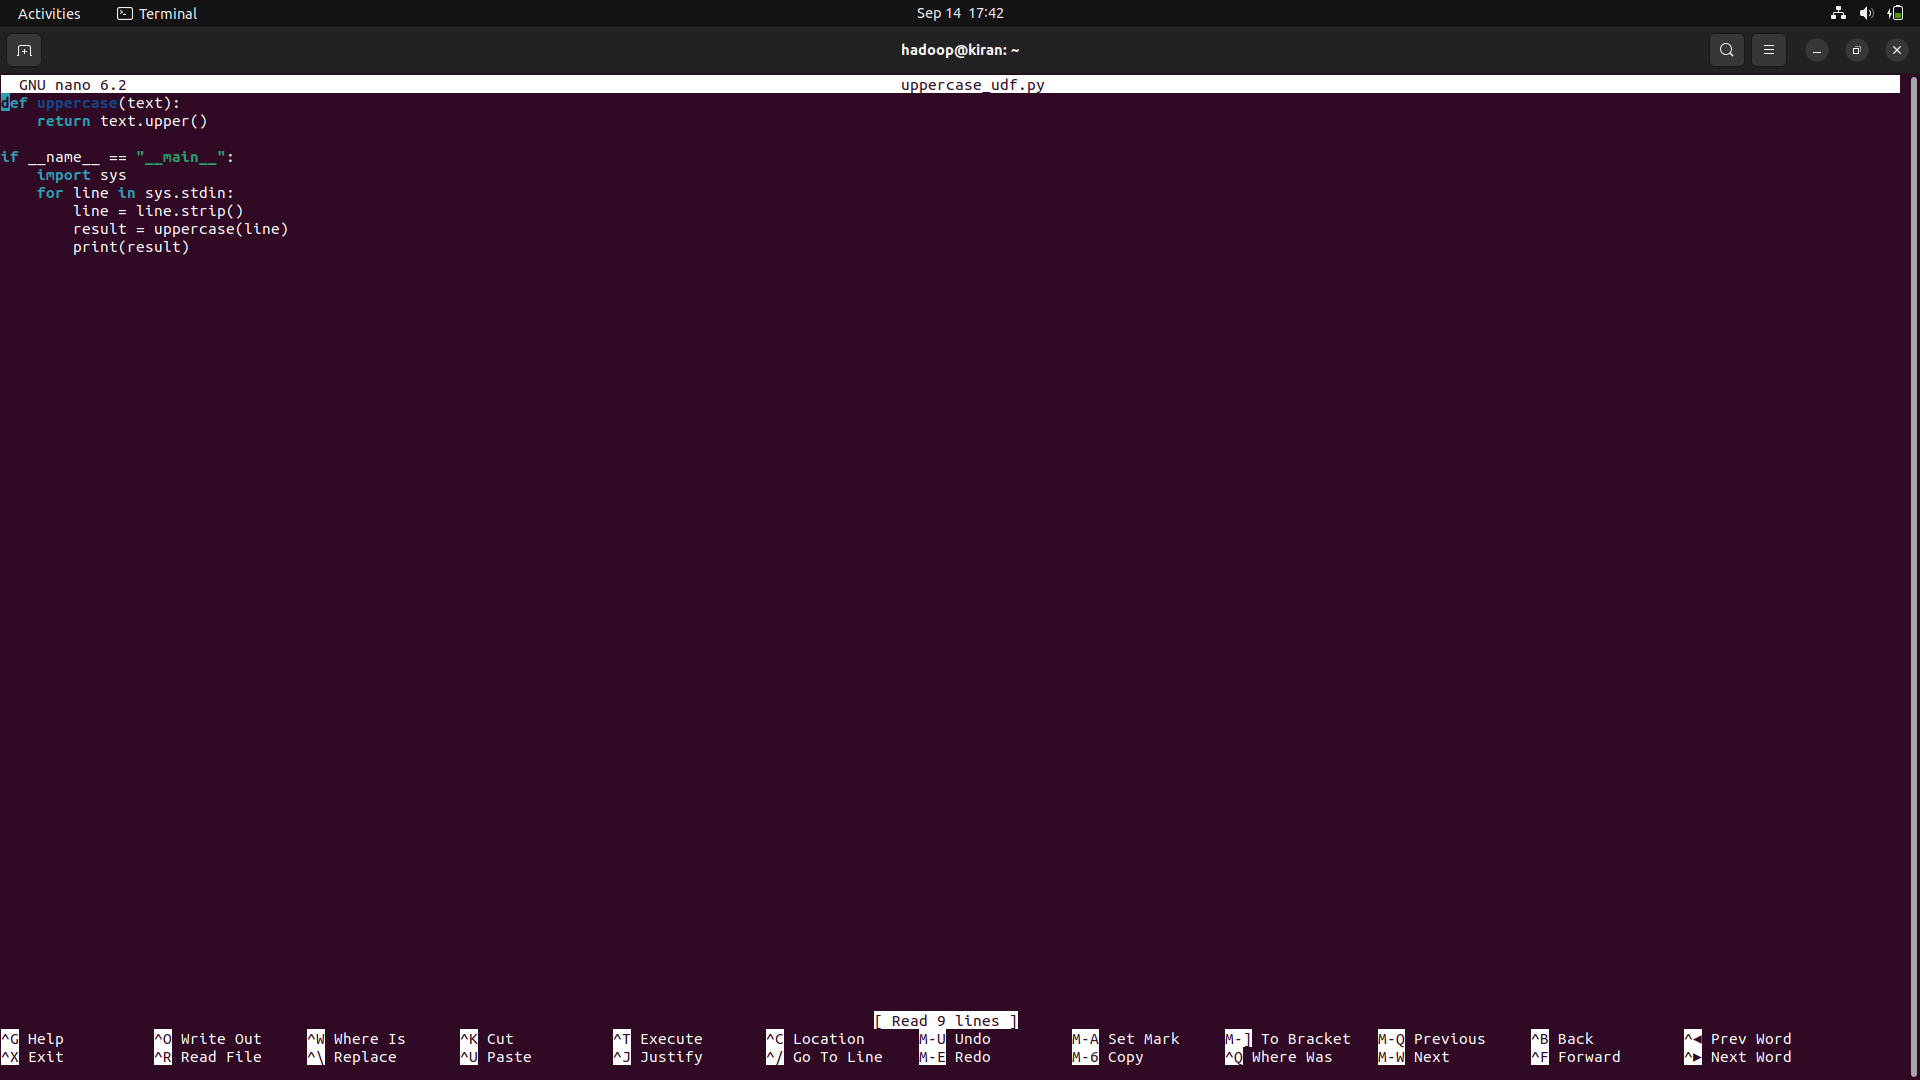 Activities Terminal Sep 14 17:42
hadoop@kiran: ~
GNU nano 6.2 uppercase_udf.py
def uppercase(text):
    return text.upper()

if __name__ == "__main__":
    import sys
    for line in sys.stdin:
        line = line.strip()
        result = uppercase(line)
        print(result)
[ Read 9 lines ]
^G Help ^O Write Out ^W Where Is ^K Cut ^T Execute ^C Location M-U Undo M-A Set Mark M-] To Bracket M-Q Previous ^B Back ^◀ Prev Word
^X Exit ^R Read File ^\ Replace ^U Paste ^J Justify ^/ Go To Line M-E Redo M-6 Copy ^Q Where Was M-W Next ^F Forward ^▶ Next Word